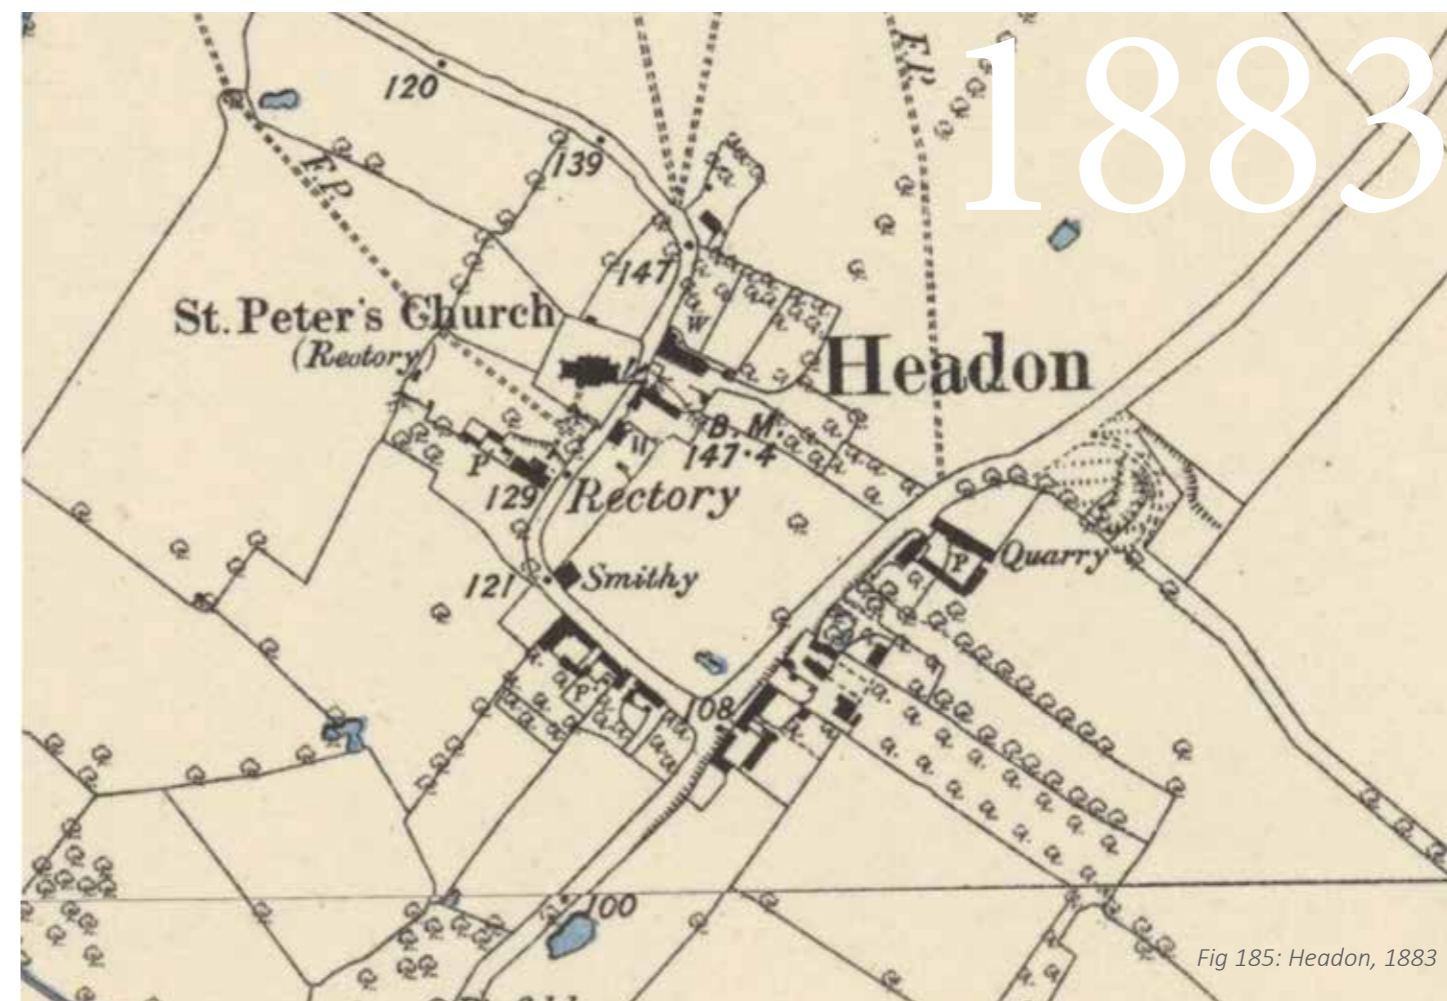 1883
F.P.
120
139
F.P.
147
St. Peter's Church
(Rectory)
W
Headon
B. M.
147·4
W
P
129
Rectory
Quarry
P
121
Smithy
P
108
100
Fig 185: Headon, 1883